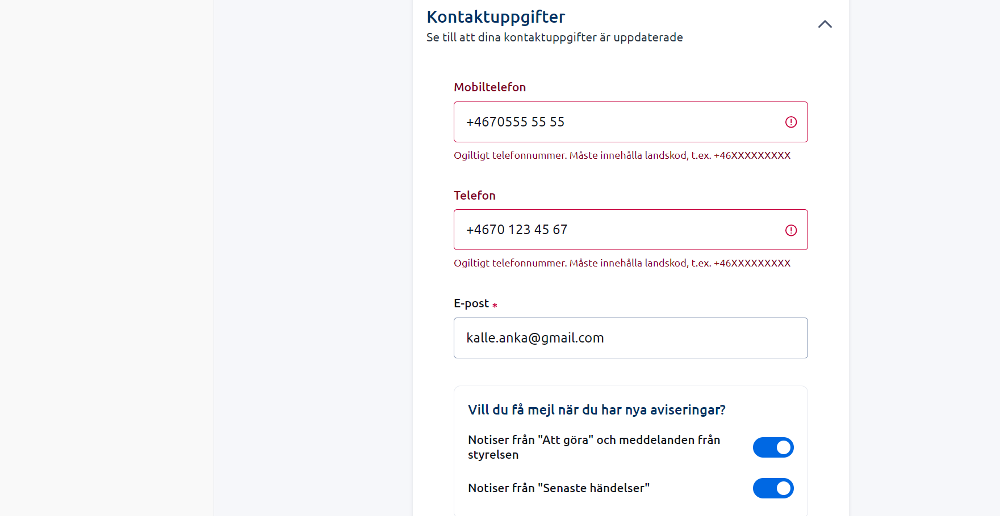 Kontaktuppgifter
Se till att dina kontaktuppgifter är uppdaterade
Mobiltelefon
+4670555 55 55
Ogiltigt telefonnummer. Måste innehålla landskod, t.ex. +46XXXXXXXXX
Telefon
+4670 123 45 67
Ogiltigt telefonnummer. Måste innehålla landskod, t.ex. +46XXXXXXXXX
E-post *
kalle.anka@gmail.com
Vill du få mejl när du har nya aviseringar?
Notiser från "Att göra" och meddelanden från
styrelsen
Notiser från "Senaste händelser"